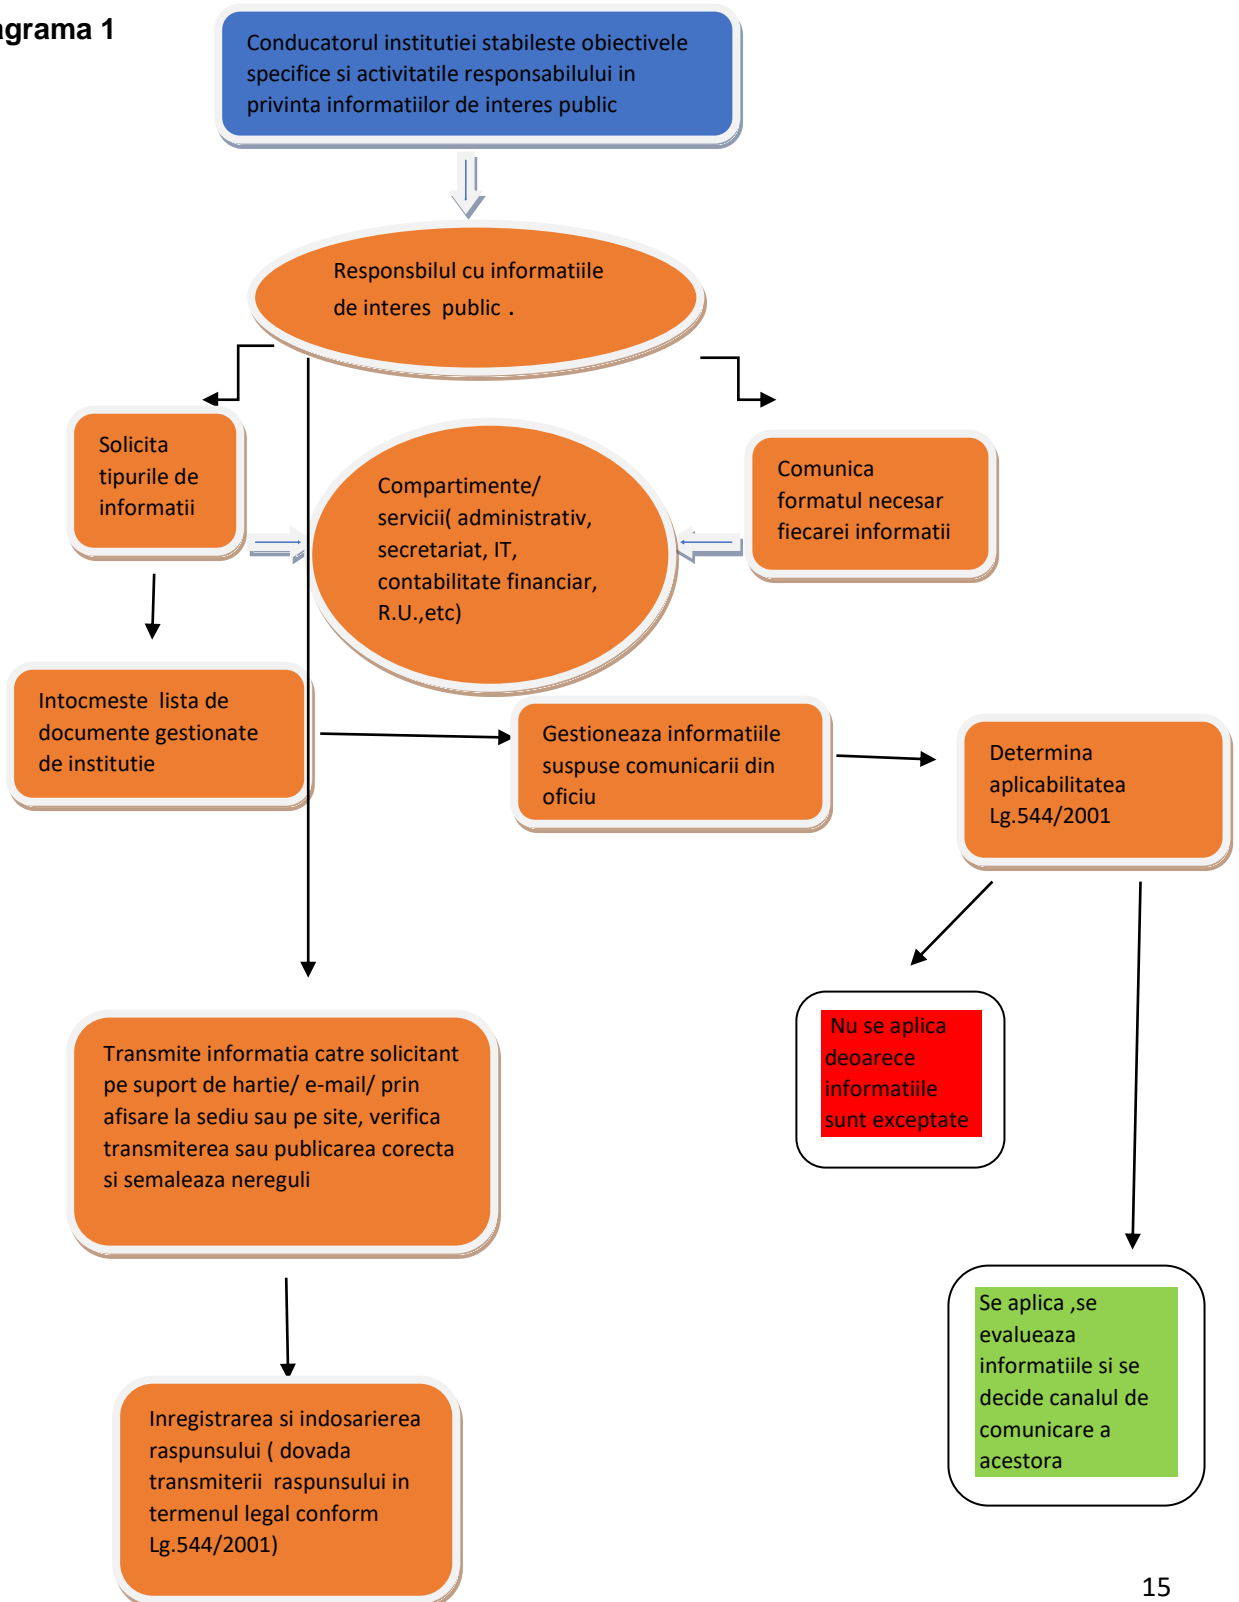 agrama 1
Conducatorul institutiei stabileste obiectivele
specifice si activitatile responsabilului in
privinta informatiilor de interes public
Responsbilul cu informatiile
de interes public .
Solicita
tipurile de
informatii
Compartimente/
servicii( administrativ,
secretariat, IT,
contabilitate financiar,
R.U.,etc)
Comunica
formatul necesar
fiecarei informatii
Intocmeste lista de
documente gestionate
de institutie
Gestioneaza informatiile
suspuse comunicarii din
oficiu
Determina
aplicabilitatea
Lg.544/2001
Nu se aplica
deoarece
informatiile
sunt exceptate
Transmite informatia catre solicitant
pe suport de hartie/ e-mail/ prin
afisare la sediu sau pe site, verifica
transmiterea sau publicarea corecta
si semaleaza nereguli
Se aplica ,se
evalueaza
informatiile si se
decide canalul de
comunicare a
acestora
Inregistrarea si indosarierea
raspunsului ( dovada
transmiterii raspunsului in
termenul legal conform
Lg.544/2001)
15